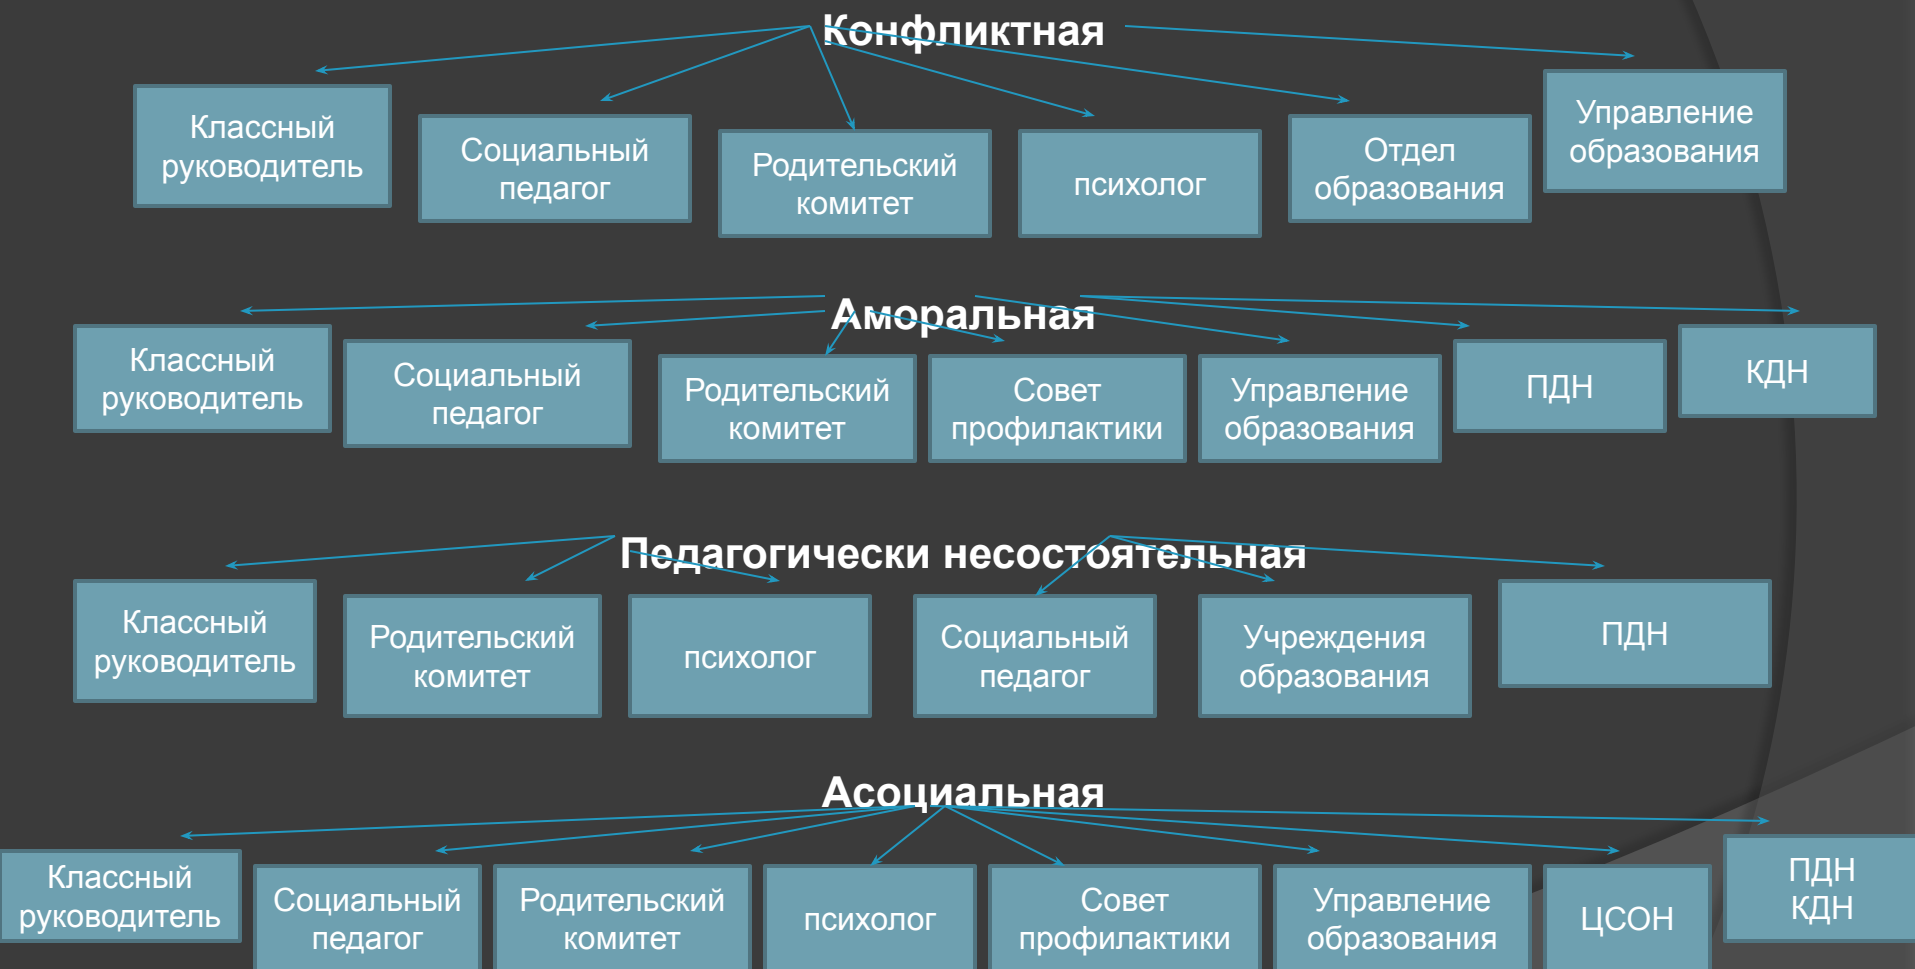 Конфликтная
Классный
руководитель
Социальный
педагог
Родительский
комитет
психолог
Отдел
образования
Управление
образования
Аморальная
Классный
руководитель
Социальный
педагог
Родительский
комитет
Совет
профилактики
Управление
образования
ПДН
КДН
Педагогически несостоятельная
Классный
руководитель
Родительский
комитет
психолог
Социальный
педагог
Учреждения
образования
ПДН
Асоциальная
Классный
руководитель
Социальный
педагог
Родительский
комитет
психолог
Совет
профилактики
Управление
образования
ЦСОН
ПДН
КДН